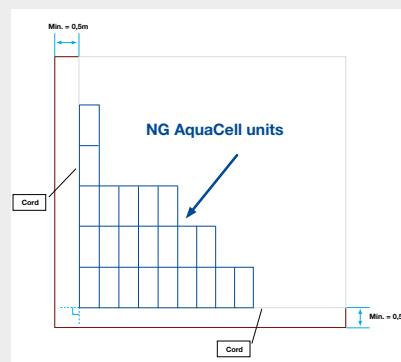 Min. = 0,5m
NG AquaCell units
Cord
Min. = 0,5
Cord